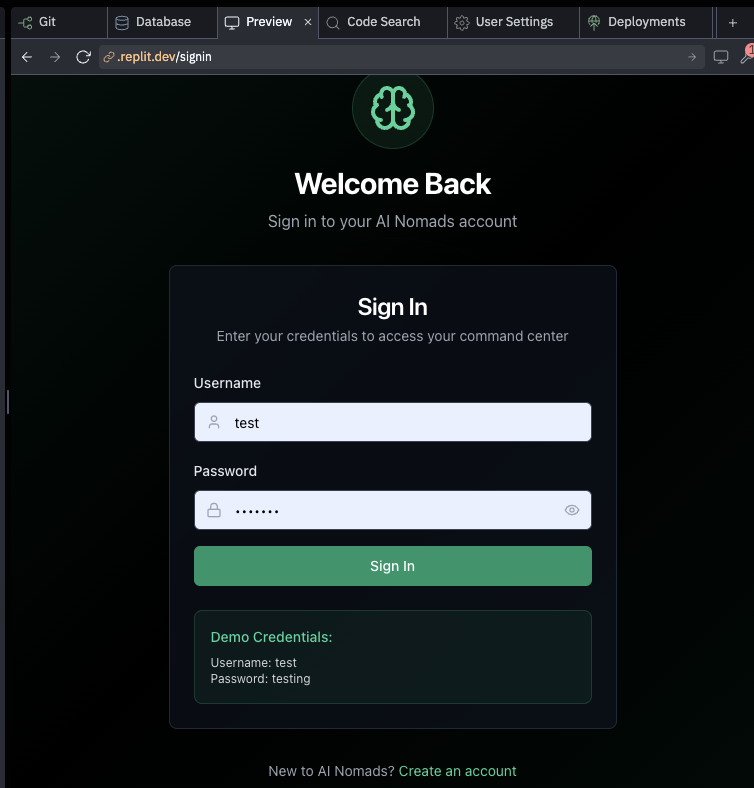 Git
Database
Preview
Code Search
User Settings
Deployments
.replit.dev/signin
1
Welcome Back
Sign in to your AI Nomads account
Sign In
Enter your credentials to access your command center
Username
test
Password
•••••••
Sign In
Demo Credentials:
Username: test
Password: testing
New to AI Nomads? Create an account